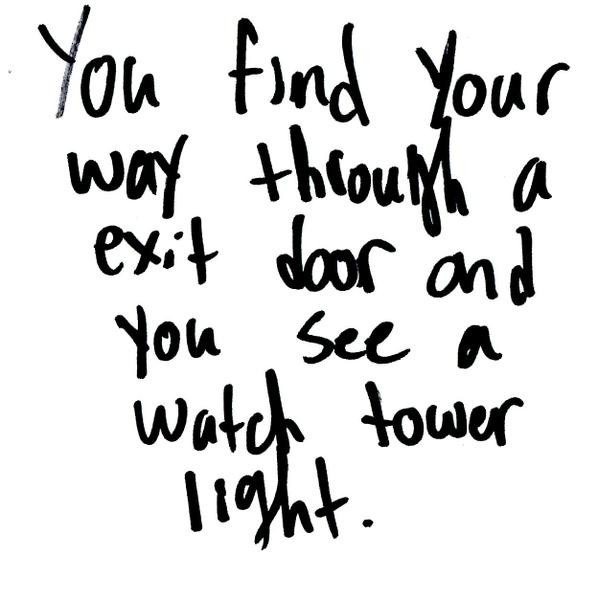 You find your
way through a
exit door and
you see a
watch tower
light.